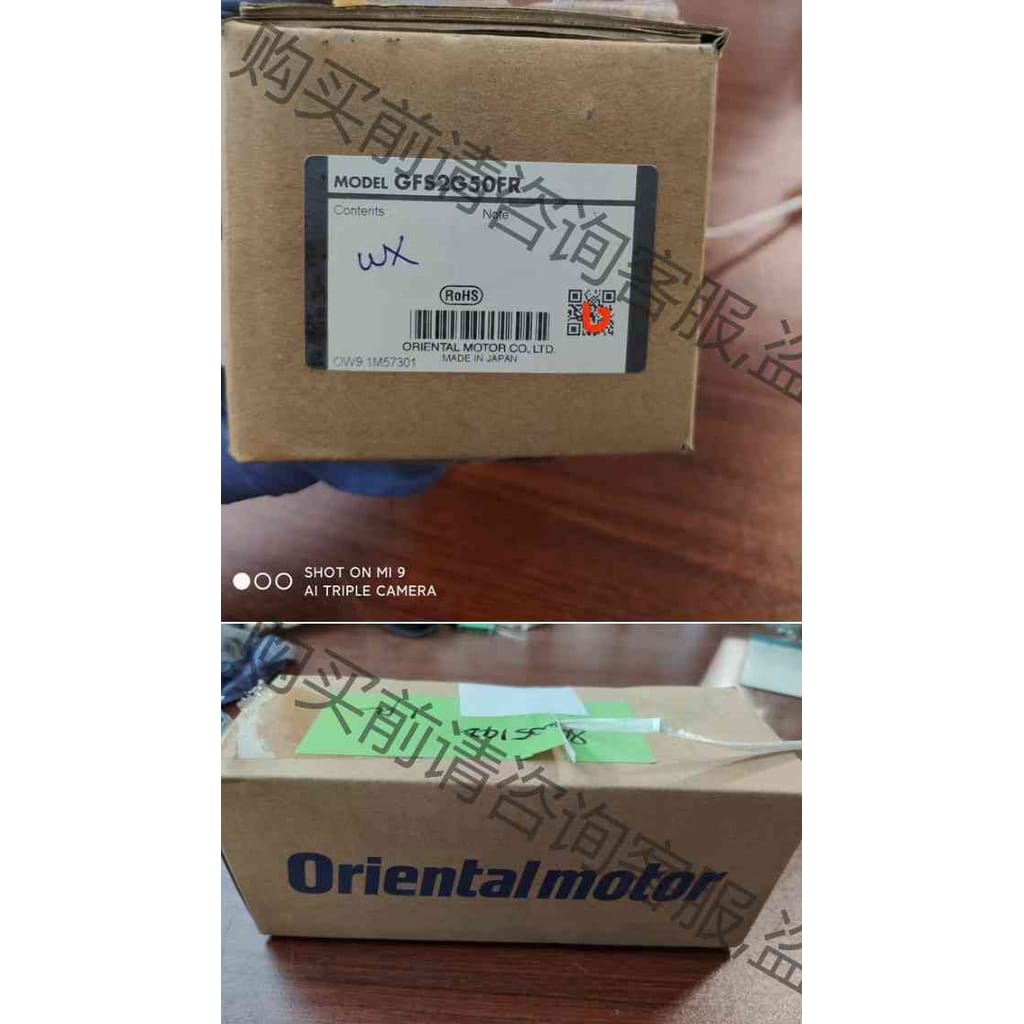 购买前请咨询客服,盗
MODEL GFS2G50FR
Contents Note
WX
RoHS
ORIENTAL MOTOR CO., LTD.
MADE IN JAPAN
OW9 1M57301
SHOT ON MI 9
AI TRIPLE CAMERA
购买前请咨询客服,盗
Orientalmotor